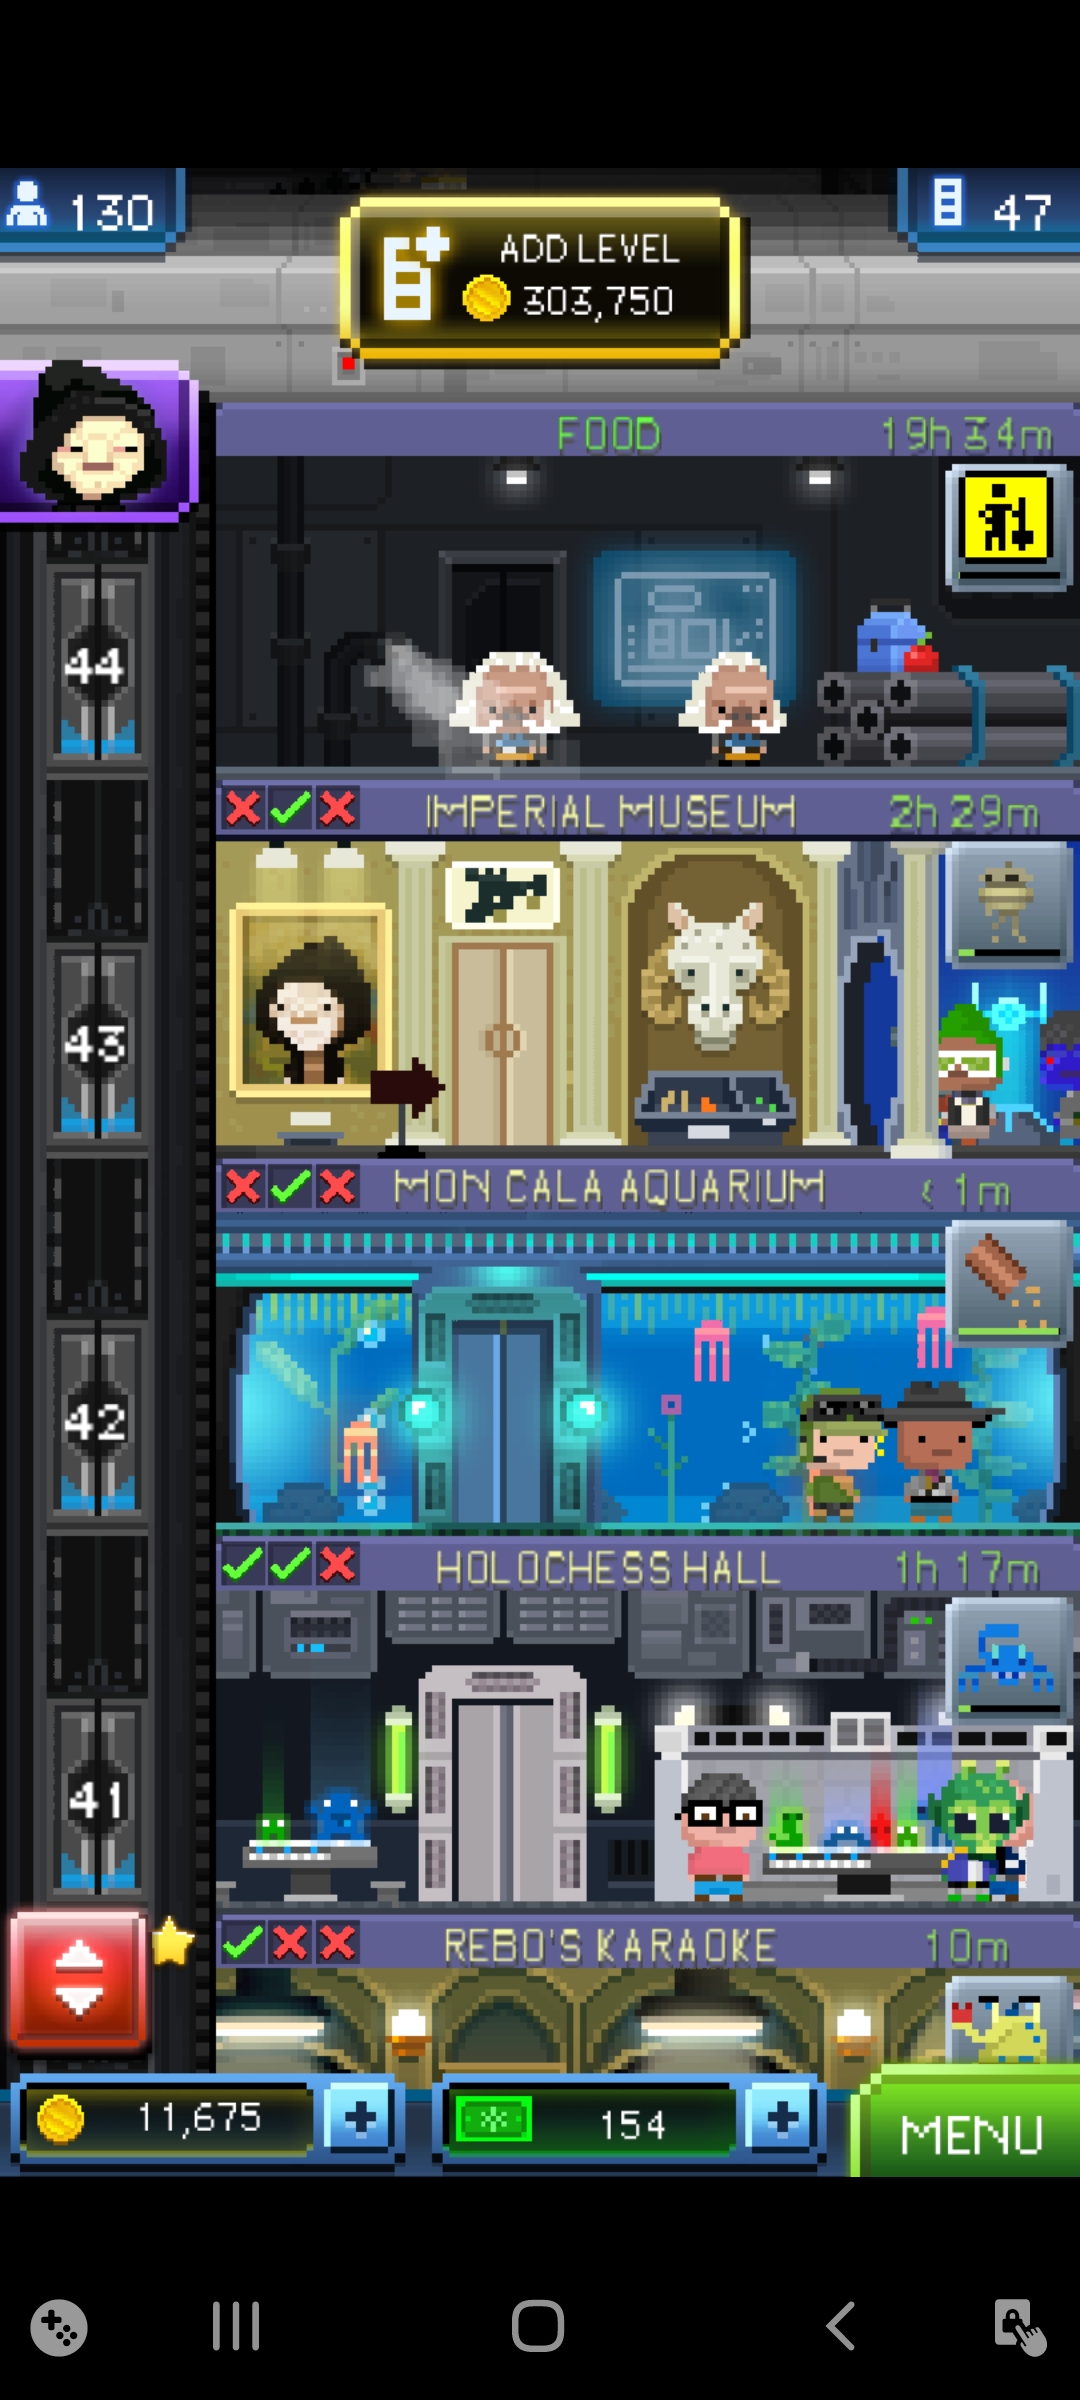 130
ADD LEVEL
303,750
47
FOOD
19h 34m
44
IMPERIAL MUSEUM
2h 29m
43
MON CALA AQUARIUM
< 1m
42
HOLOCHESS HALL
1h 17m
41
REBO'S KARAOKE
10m
11,675
154
MENU